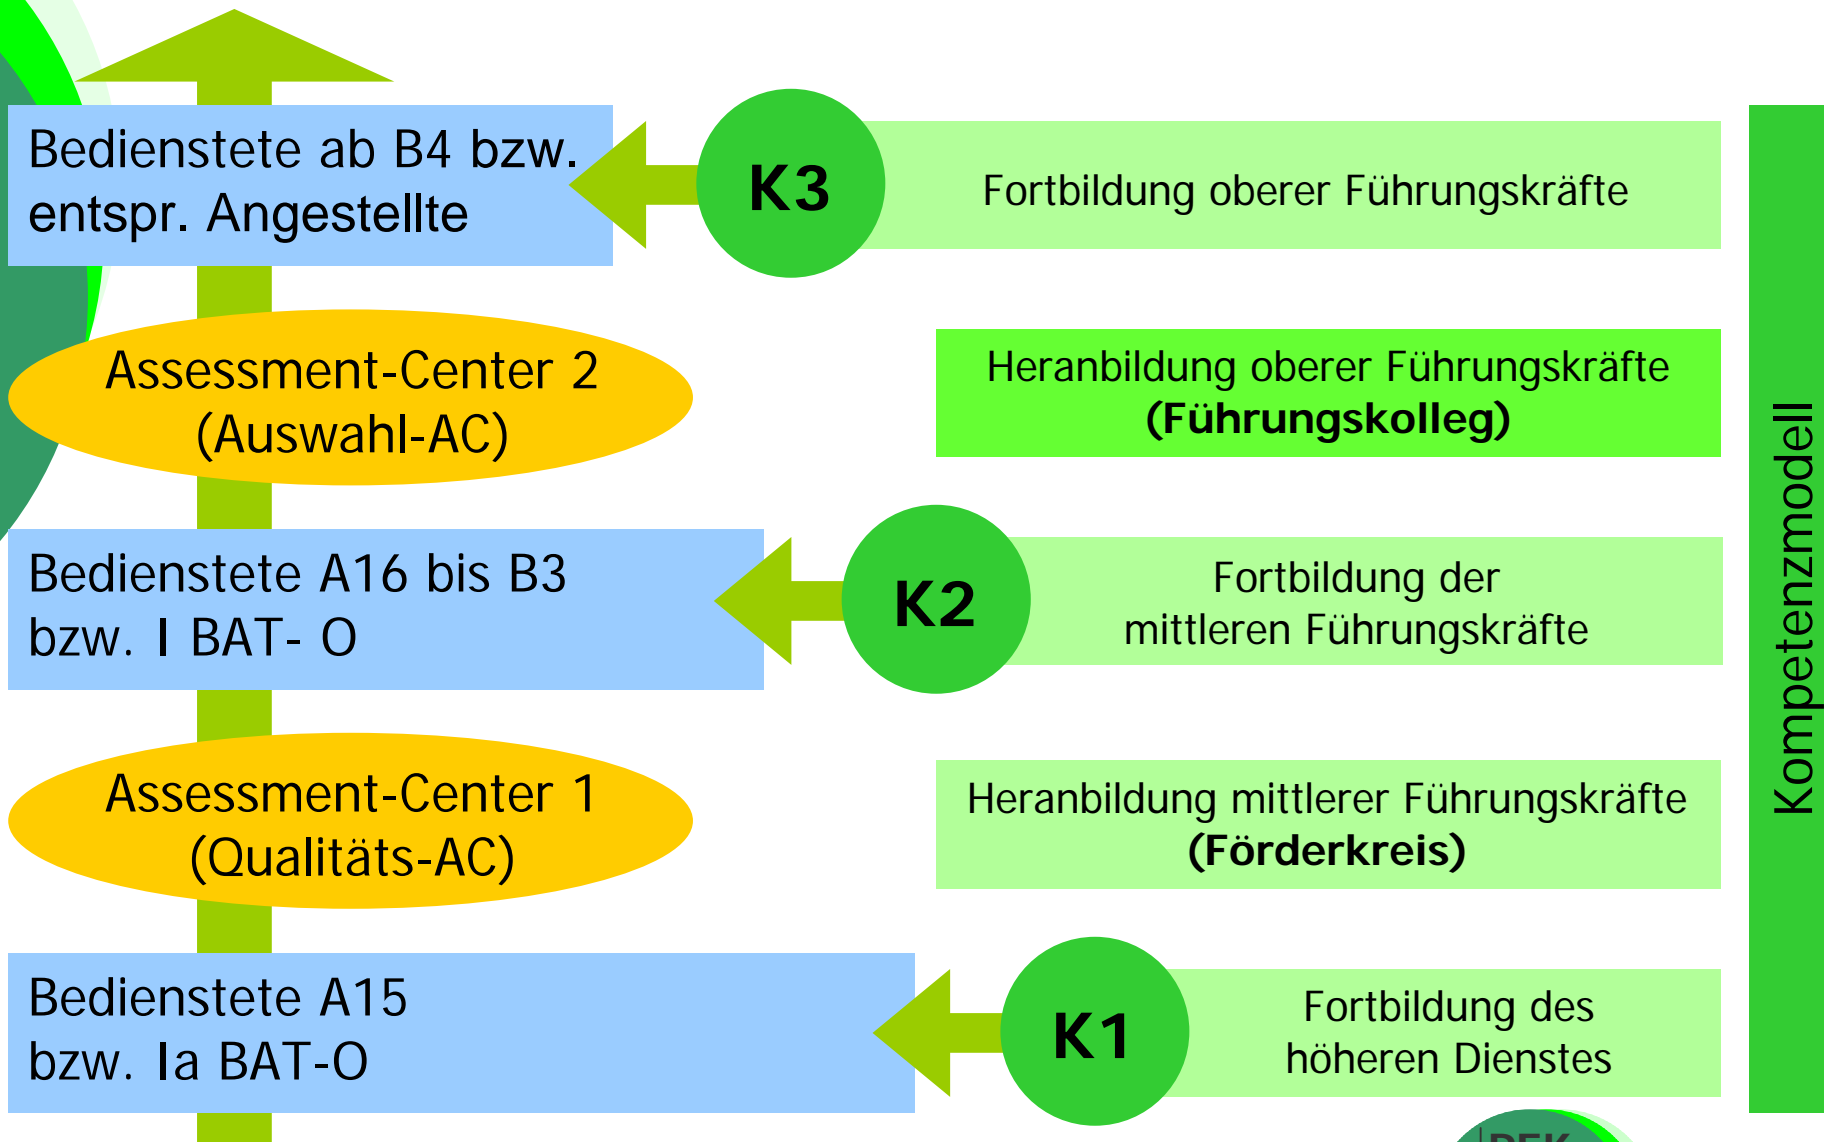 Bedienstete ab B4 bzw.
entspr. Angestellte
K3
Fortbildung oberer Führungskräfte
Assessment-Center 2
(Auswahl-AC)
Heranbildung oberer Führungskräfte
(Führungskolleg)
Bedienstete A16 bis B3
bzw. I BAT- O
K2
Fortbildung der
mittleren Führungskräfte
Assessment-Center 1
(Qualitäts-AC)
Heranbildung mittlerer Führungskräfte
(Förderkreis)
Bedienstete A15
bzw. Ia BAT-O
K1
Fortbildung des
höheren Dienstes
Kompetenzmodell